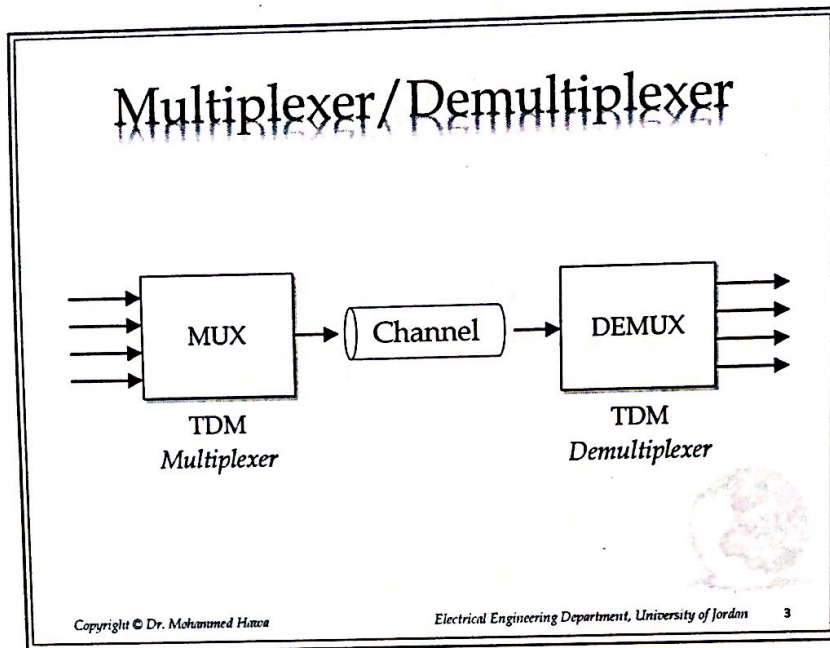 Multiplexer/Demultiplexer
MUX
Channel
DEMUX
TDM
Multiplexer
TDM
Demultiplexer
Copyright © Dr. Mohammed Hawa
Electrical Engineering Department, University of Jordan
3